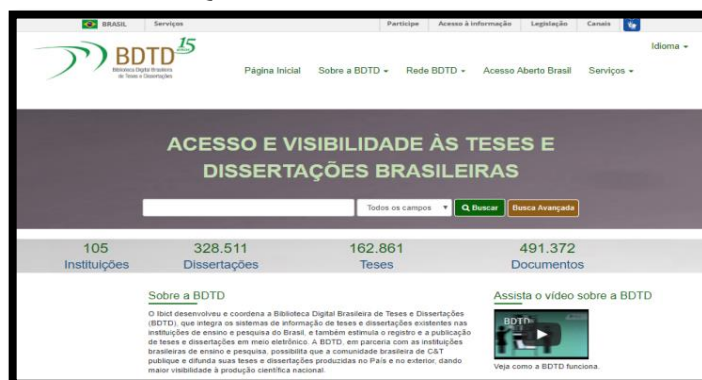 BRASIL Serviços Participe Acesso à informação Legislação Canais
BDTD 15
Biblioteca Digital Brasileira
de Teses e Dissertações
Idioma
Página Inicial Sobre a BDTD Rede BDTD Acesso Aberto Brasil Serviços
ACESSO E VISIBILIDADE ÀS TESES E
DISSERTAÇÕES BRASILEIRAS
Todos os campos Buscar Busca Avançada
105 328.511 162.861 491.372
Instituições Dissertações Teses Documentos
Sobre a BDTD
O Ibict desenvolveu e coordena a Biblioteca Digital Brasileira de Teses e Dissertações
(BDTD), que integra os sistemas de informação de teses e dissertações existentes nas
instituições de ensino e pesquisa do Brasil, e também estimula o registro e a publicação
de teses e dissertações em meio eletrônico. A BDTD, em parceria com as instituições
brasileiras de ensino e pesquisa, possibilita que a comunidade brasileira de C&T
publique e difunda suas teses e dissertações produzidas no País e no exterior, dando
maior visibilidade à produção científica nacional.
Assista o vídeo sobre a BDTD
BDTD
Veja como a BDTD funciona.